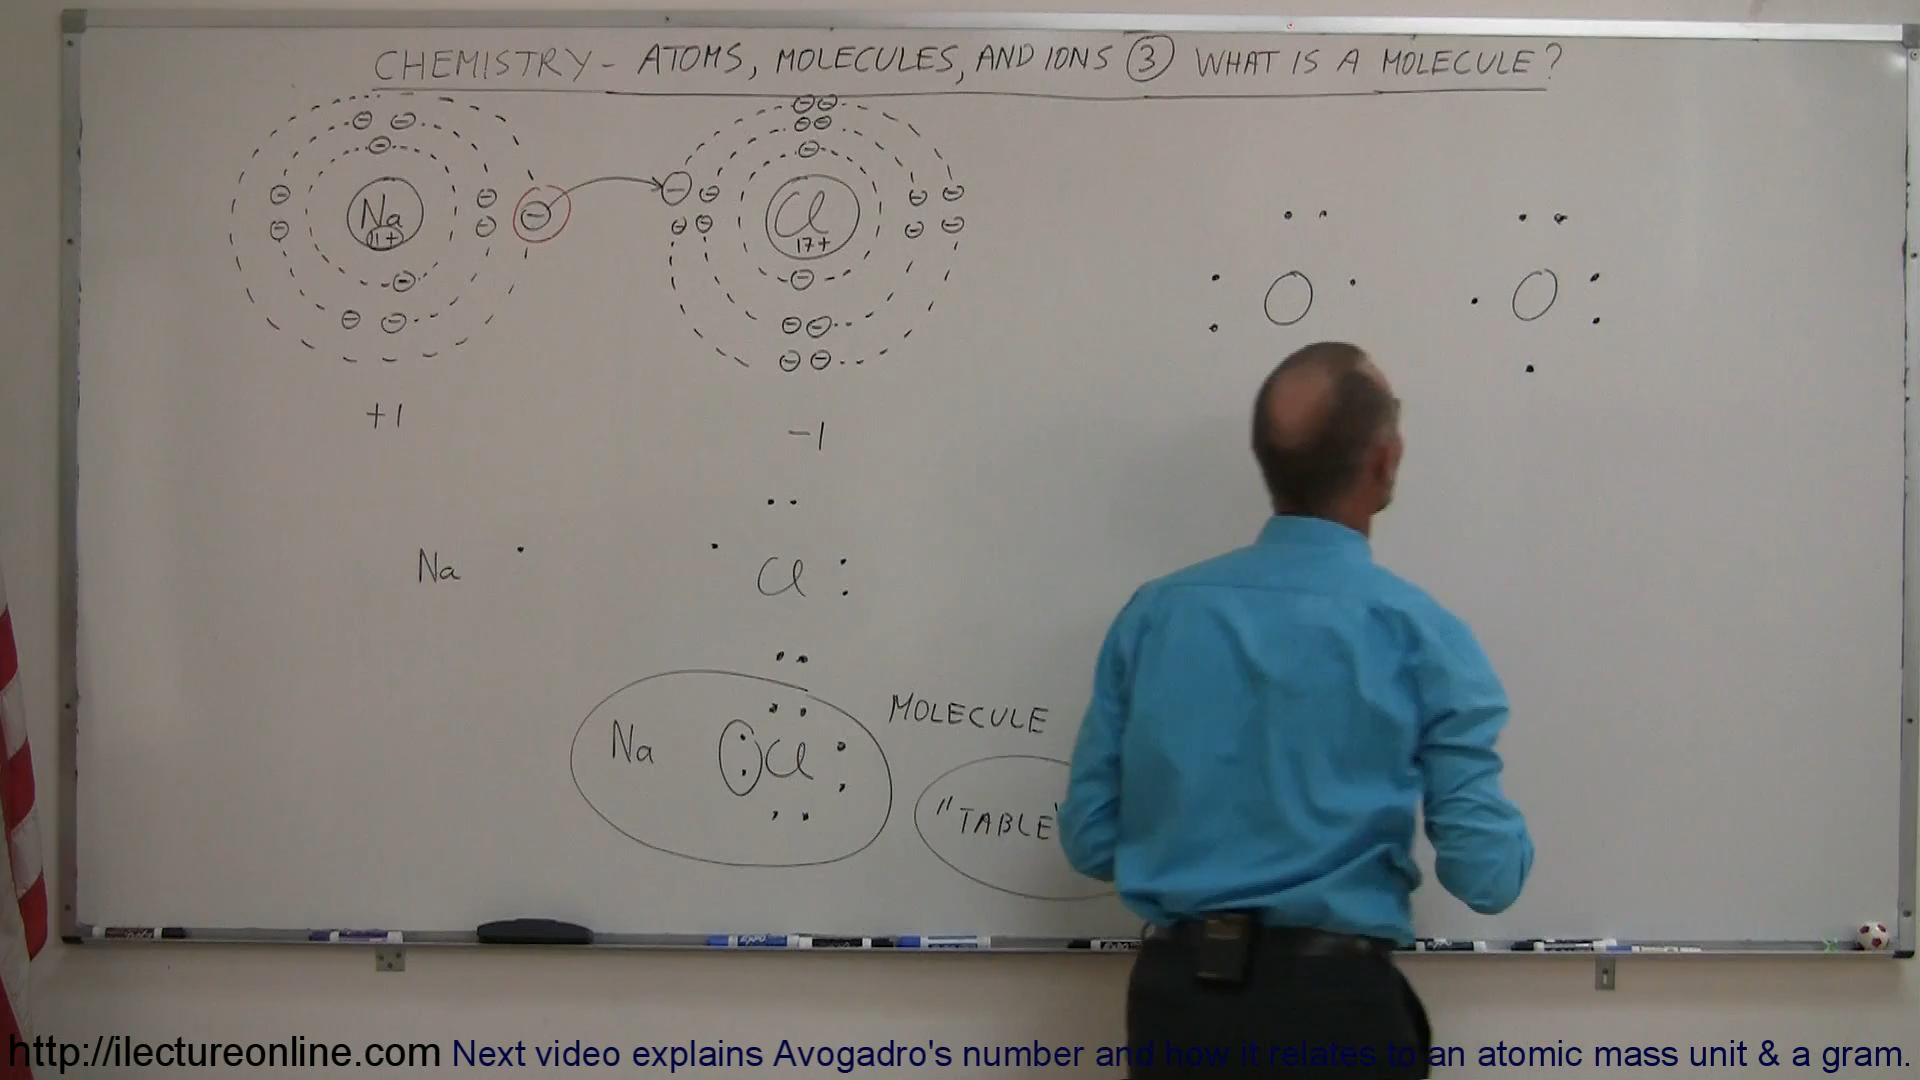 CHEMISTRY - ATOMS, MOLECULES, AND IONS ③ WHAT IS A MOLECULE?
Na
11+
Cl
17+
O O
+1
-1
Na Cl
Na Cl
MOLECULE
"TABLE"
http://ilectureonline.com Next video explains Avogadro's number and how it relates to an atomic mass unit & a gram.